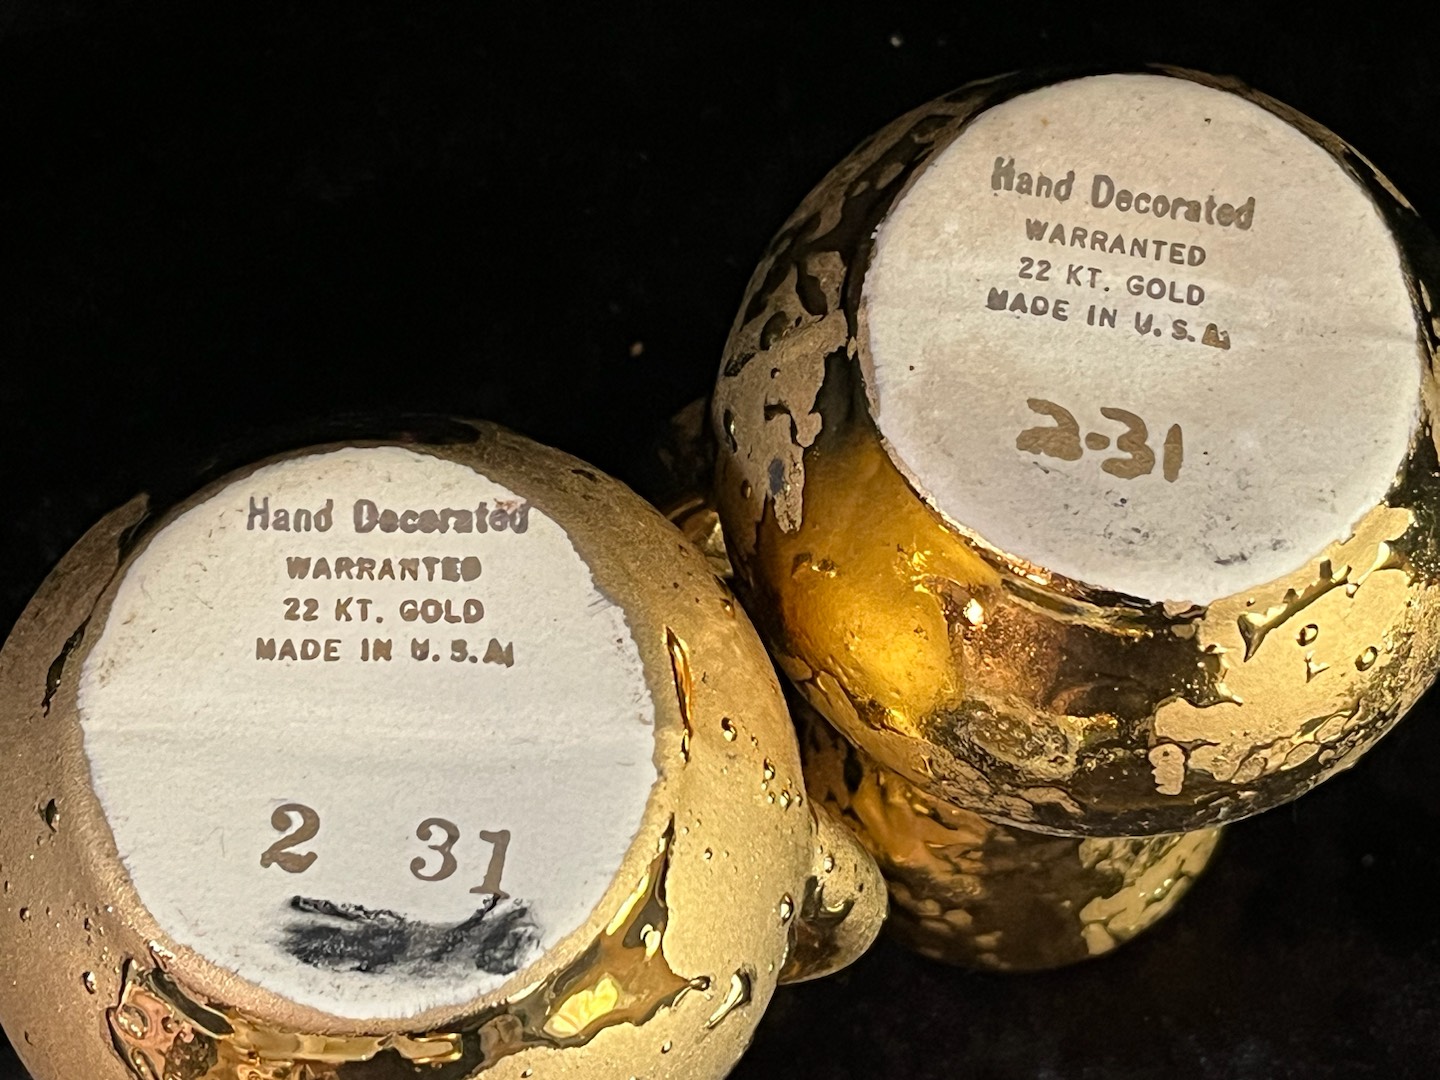 Hand Decorated
WARRANTED
22 KT. GOLD
MADE IN U.S.A.
2 31
Hand Decorated
WARRANTED
22 KT. GOLD
MADE IN U.S.A.
2-31